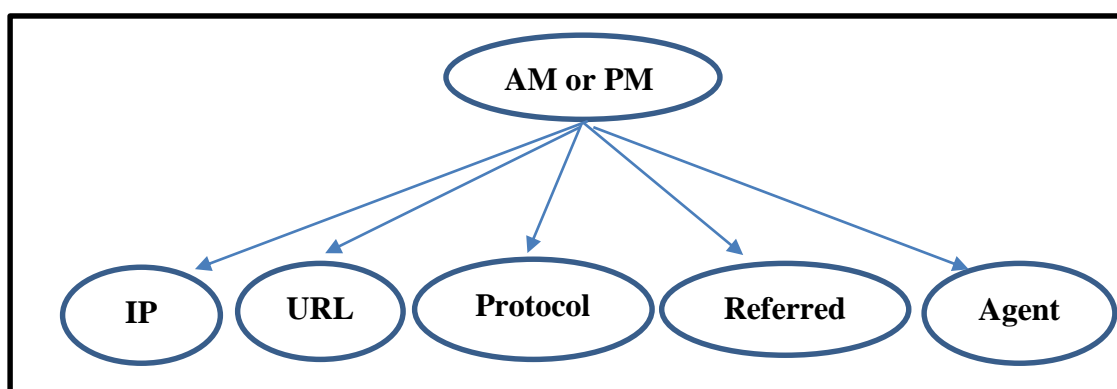 AM or PM
IP
URL
Protocol
Referred
Agent